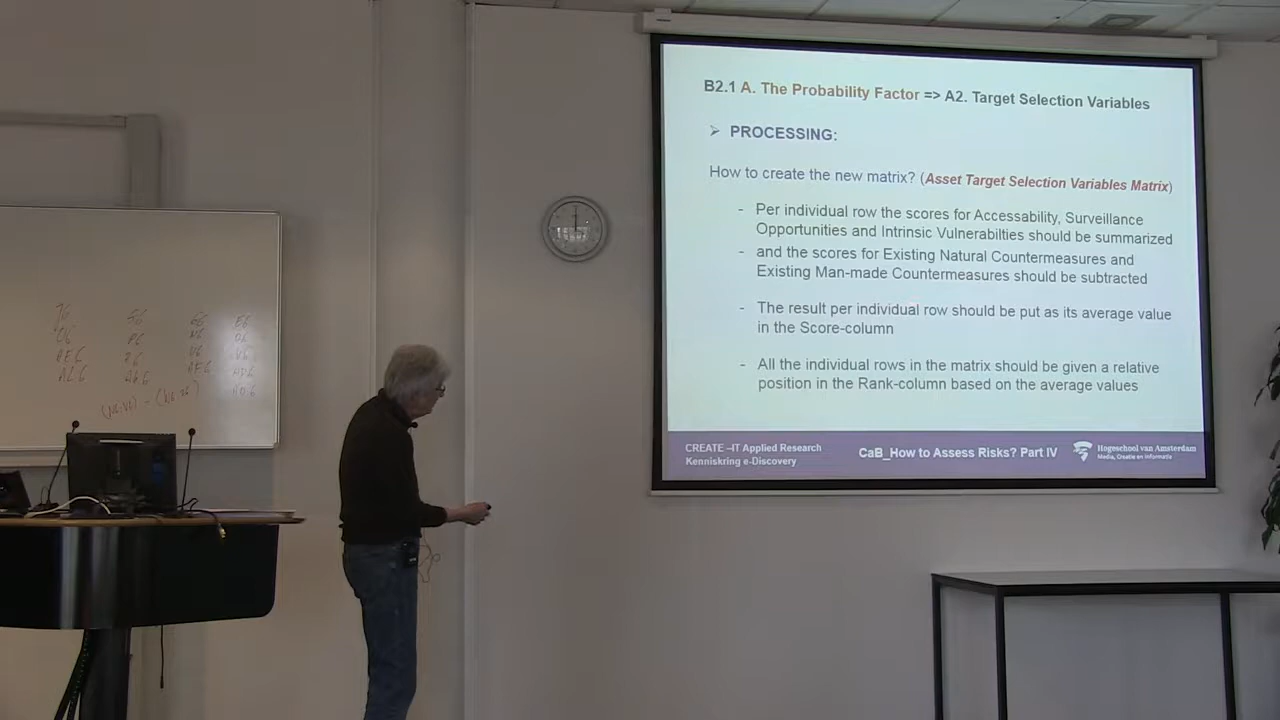 B2.1 A. The Probability Factor => A2. Target Selection Variables
➢ PROCESSING:
How to create the new matrix? (Asset Target Selection Variables Matrix)
- Per individual row the scores for Accessability, Surveillance
Opportunities and Intrinsic Vulnerabilties should be summarized
- and the scores for Existing Natural Countermeasures and
Existing Man-made Countermeasures should be subtracted
- The result per individual row should be put as its average value
in the Score-column
- All the individual rows in the matrix should be given a relative
position in the Rank-column based on the average values
CREATE –IT Applied Research
Kenniskring e-Discovery
CaB_How to Assess Risks? Part IV
Hogeschool van Amsterdam
Media, Creatie en Informatie